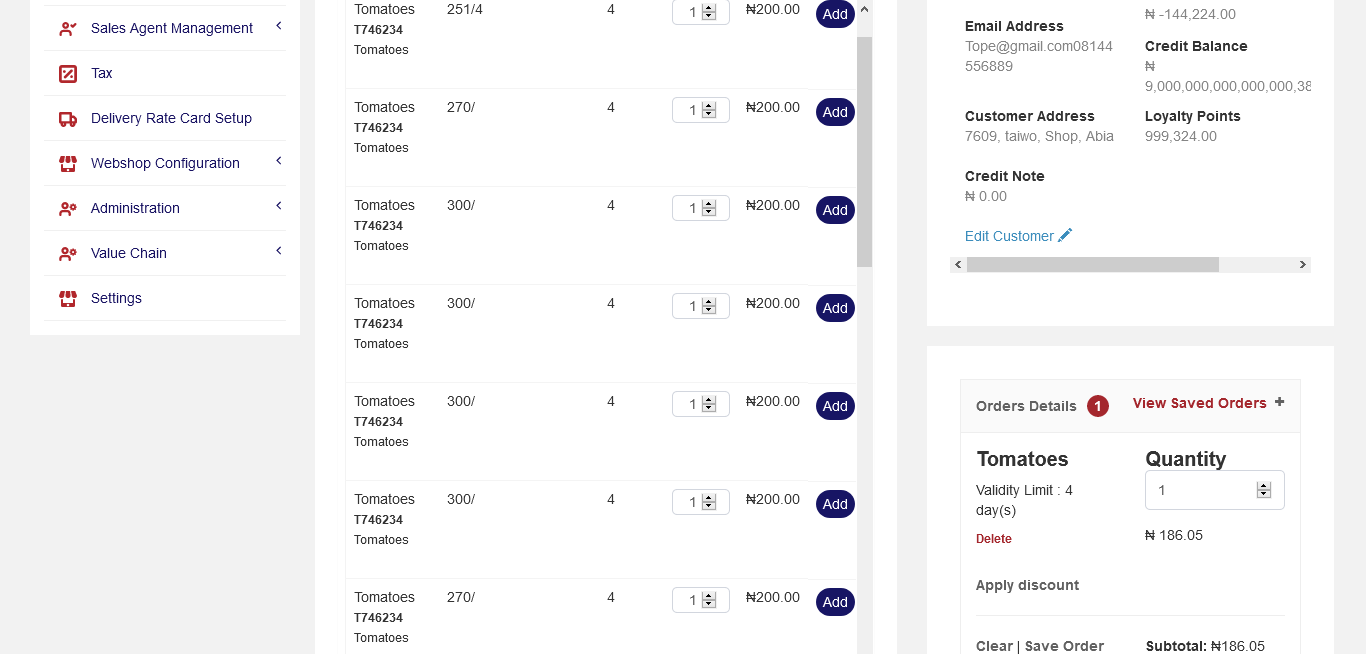 Sales Agent Management
Tax
Delivery Rate Card Setup
Webshop Configuration
Administration
Value Chain
Settings
Tomatoes 251/4 4 1 ₦200.00 Add
T746234
Tomatoes
Tomatoes 270/ 4 1 ₦200.00 Add
T746234
Tomatoes
Tomatoes 300/ 4 1 ₦200.00 Add
T746234
Tomatoes
Tomatoes 300/ 4 1 ₦200.00 Add
T746234
Tomatoes
Tomatoes 300/ 4 1 ₦200.00 Add
T746234
Tomatoes
Tomatoes 300/ 4 1 ₦200.00 Add
T746234
Tomatoes
Tomatoes 270/ 4 1 ₦200.00 Add
T746234
Tomatoes
₦ -144,224.00
Email Address
Tope@gmail.com08144
556889
Credit Balance
₦
9,000,000,000,000,000,38
Customer Address
7609, taiwo, Shop, Abia
Loyalty Points
999,324.00
Credit Note
₦ 0.00
Edit Customer
Orders Details 1 View Saved Orders +
Tomatoes Quantity
Validity Limit : 4
day(s)
1
Delete
₦ 186.05
Apply discount
Clear | Save Order Subtotal: ₦186.05